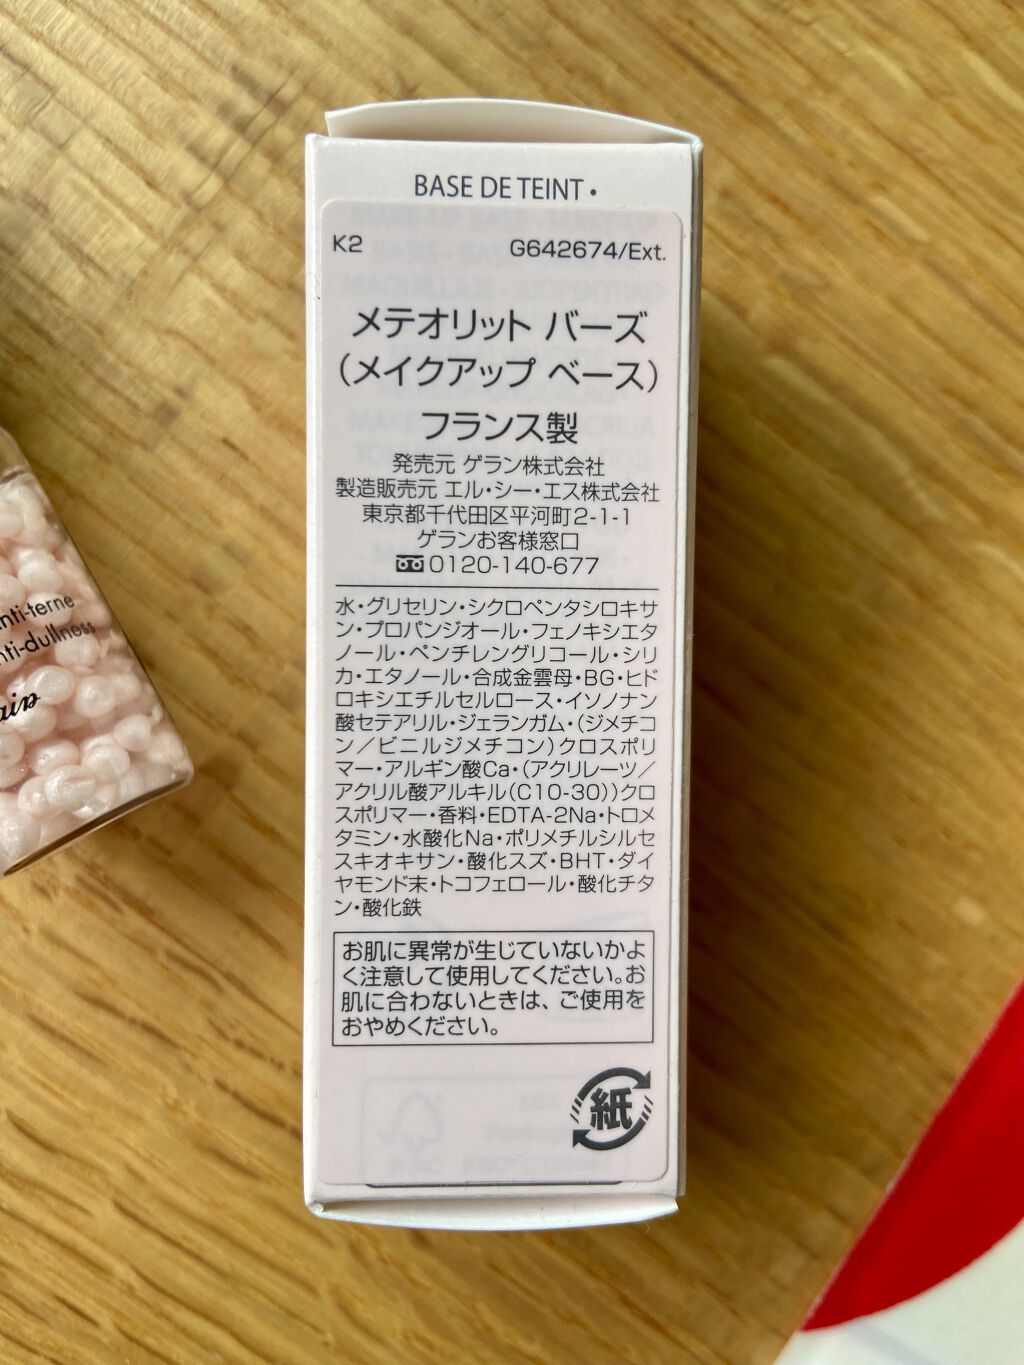 BASE DE TEINT •
K2 G642674/Ext.
メテオリット バーズ
(メイクアップ ベース)
フランス製
発売元 ゲラン株式会社
製造販売元 エル・シー・エス株式会社
東京都千代田区平河町2-1-1
ゲランお客様窓口
0120-140-677
水・グリセリン・シクロペンタシロキサ
ン・プロパンジオール・フェノキシエタ
ノール・ペンチレングリコール・シリ
カ・エタノール・合成金雲母・BG・ヒド
ロキシエチルセルロース・イソノナン
酸セテアリル・ジェランガム・(ジメチコ
ン/ビニルジメチコン)クロスポリ
マー・アルギン酸Ca・(アクリレーツ/
アクリル酸アルキル(C10-30))クロ
スポリマー・香料・EDTA-2Na・トロメ
タミン・水酸化Na・ポリメチルシルセ
スキオキサン・酸化スズ・BHT・ダイ
ヤモンド末・トコフェロール・酸化チタ
ン・酸化鉄
お肌に異常が生じていないかよ
く注意して使用してください。お
肌に合わないときは、ご使用を
おやめください。
紙
nti-terne
nti-dullness